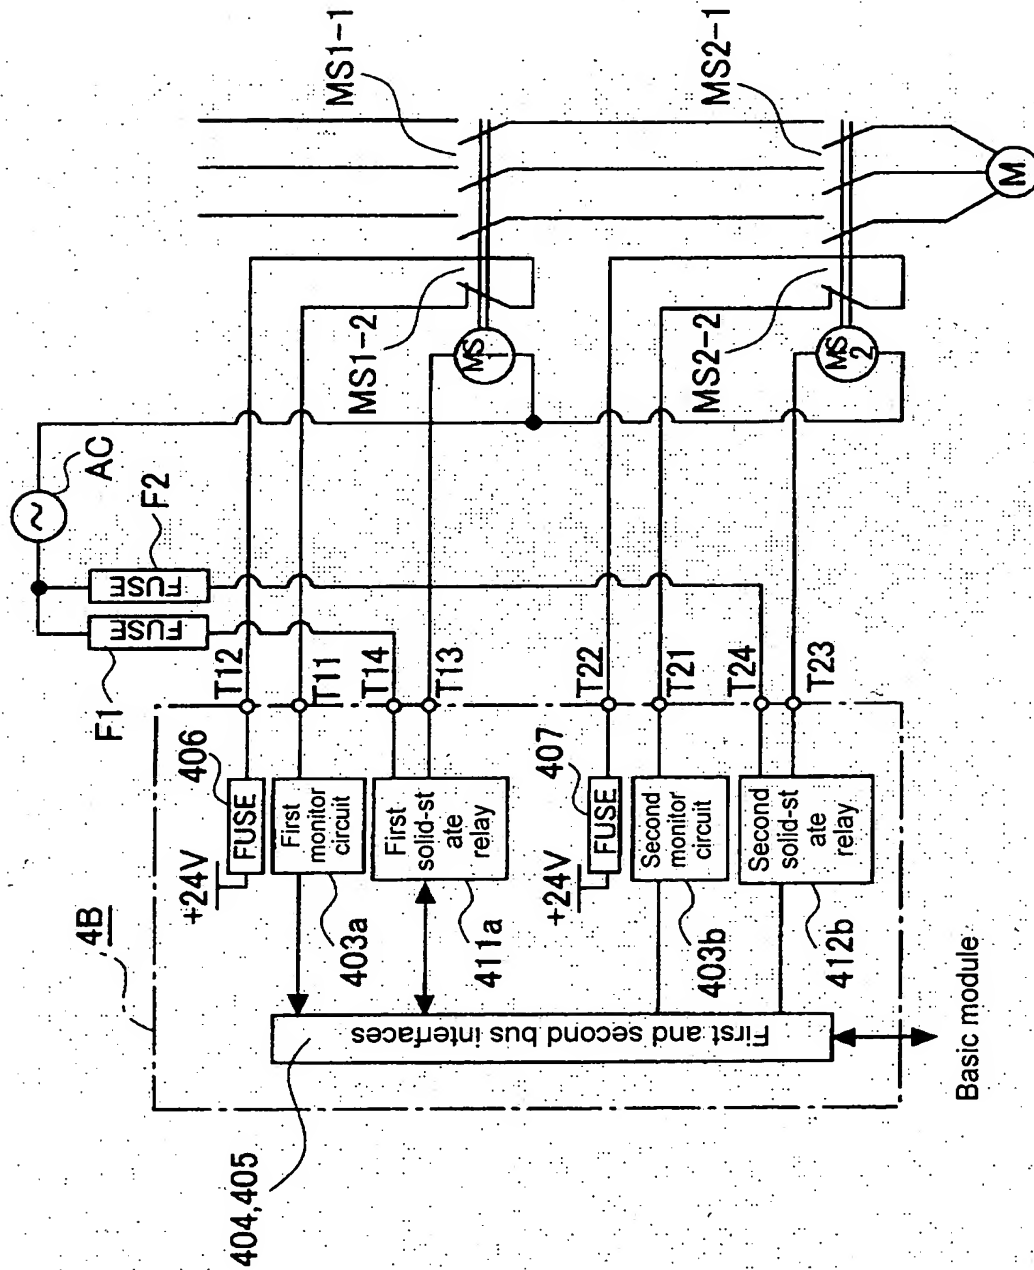 AC
F2
FUSE
FUSE
F1
MS1-1
MS1-2
MS
MS2-1
MS2-2
MS
2
M
4B
+24V
406
FUSE
T12
First
monitor
circuit
T11
403a
First
solid-st
ate
relay
T14
T13
411a
+24V
407
FUSE
T22
Second
monitor
circuit
T21
403b
Second
solid-st
ate
relay
T24
T23
412b
First and second bus interfaces
404,405
Basic module